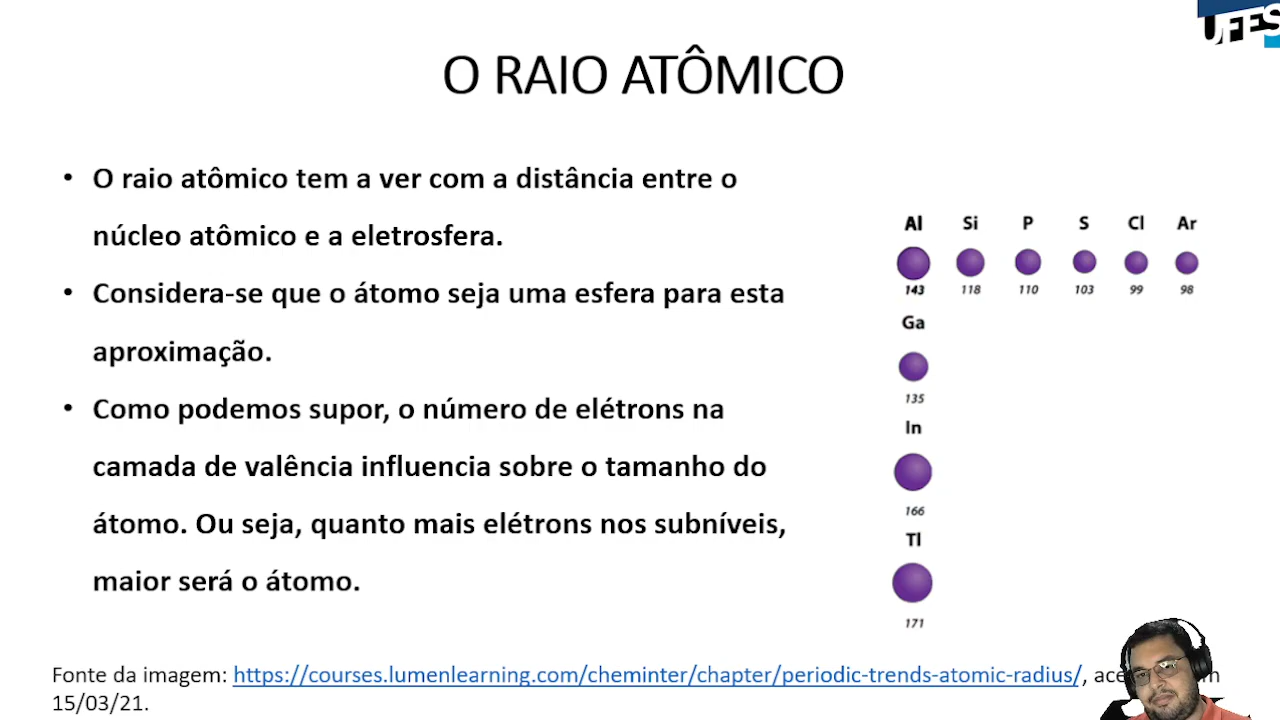 UFES
O RAIO ATÔMICO
• O raio atômico tem a ver com a distância entre o
núcleo atômico e a eletrosfera.
• Considera-se que o átomo seja uma esfera para esta
aproximação.
• Como podemos supor, o número de elétrons na
camada de valência influencia sobre o tamanho do
átomo. Ou seja, quanto mais elétrons nos subníveis,
maior será o átomo.
Al Si P S Cl Ar
143 118 110 103 99 98
Ga
135
In
166
Tl
171
Fonte da imagem: https://courses.lumenlearning.com/cheminter/chapter/periodic-trends-atomic-radius/,
15/03/21.